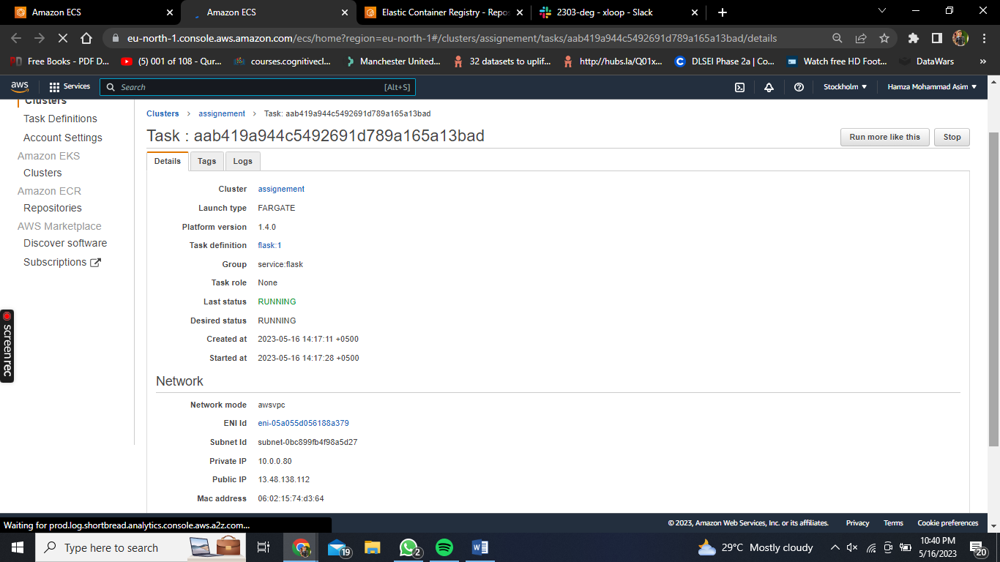 Amazon ECS
Amazon ECS
Elastic Container Registry - Repos
2303-deg - xloop - Slack
eu-north-1.console.aws.amazon.com/ecs/home?region=eu-north-1#/clusters/assignement/tasks/aab419a944c5492691d789a165a13bad/details
Free Books - PDF D...
(5) 001 of 108 - Qur...
courses.cognitivecl...
Manchester United...
32 datasets to uplif...
http://hubs.la/Q01x...
DLSEI Phase 2a | Co...
Watch free HD Foot...
DataWars
»
aws
Services
Search
[Alt+S]
Stockholm
Hamza Mohammad Asim
Clusters
Task Definitions
Account Settings
Amazon EKS
Clusters
Amazon ECR
Repositories
AWS Marketplace
Discover software
Subscriptions
Clusters > assignement > Task: aab419a944c5492691d789a165a13bad
Task : aab419a944c5492691d789a165a13bad
Run more like this
Stop
Details
Tags
Logs
Cluster assignement
Launch type FARGATE
Platform version 1.4.0
Task definition flask:1
Group service:flask
Task role None
Last status RUNNING
Desired status RUNNING
Created at 2023-05-16 14:17:11 +0500
Started at 2023-05-16 14:17:28 +0500
Network
Network mode awsvpc
ENI Id eni-05a055d056188a379
Subnet Id subnet-0bc899fb4f98a5d27
Private IP 10.0.0.80
Public IP 13.48.138.112
Mac address 06:02:15:74:d3:64
screenrec
Waiting for prod.log.shortbread.analytics.console.aws.a2z.com...
© 2023, Amazon Web Services, Inc. or its affiliates.
Privacy
Terms
Cookie preferences
Type here to search
19
2
29°C Mostly cloudy
10:40 PM
5/16/2023
20